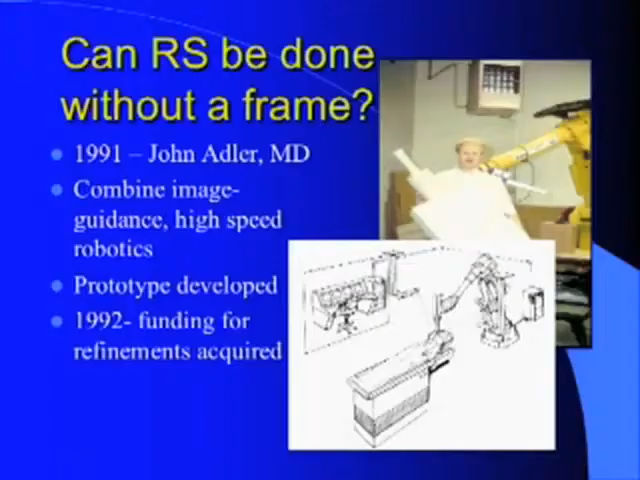 Can RS be done
without a frame?
1991 – John Adler, MD
Combine image-
guidance, high speed
robotics
Prototype developed
1992- funding for
refinements acquired